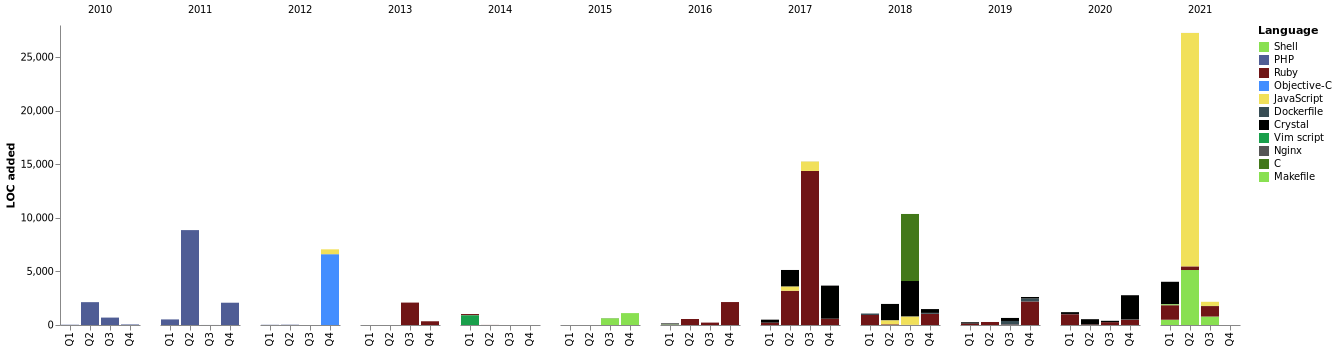 2010 2011 2012 2013 2014 2015 2016 2017 2018 2019 2020 2021
LOC added
25,000
20,000
15,000
10,000
5,000
0
Q1 Q2 Q3 Q4 Q1 Q2 Q3 Q4 Q1 Q2 Q3 Q4 Q1 Q2 Q3 Q4 Q1 Q2 Q3 Q4 Q1 Q2 Q3 Q4 Q1 Q2 Q3 Q4 Q1 Q2 Q3 Q4 Q1 Q2 Q3 Q4 Q1 Q2 Q3 Q4 Q1 Q2 Q3 Q4 Q1 Q2 Q3 Q4
Language
Shell
PHP
Ruby
Objective-C
JavaScript
Dockerfile
Crystal
Vim script
Nginx
C
Makefile